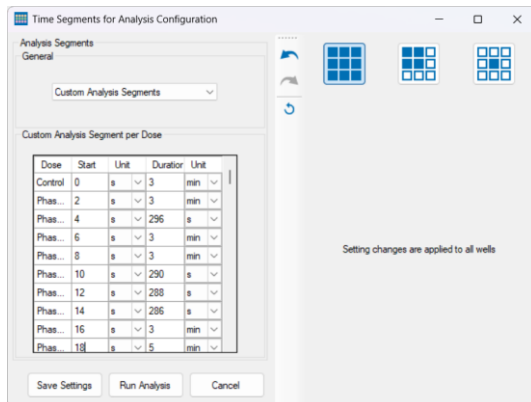 Time Segments for Analysis Configuration
Analysis Segments
General
Custom Analysis Segments
Custom Analysis Segment per Dose
Dose Start Unit Duration Unit
Control 0 s 3 min
Phas... 2 s 3 min
Phas... 4 s 296 s
Phas... 6 s 3 min
Phas... 8 s 3 min
Phas... 10 s 290 s
Phas... 12 s 288 s
Phas... 14 s 286 s
Phas... 16 s 3 min
Phas... 18 s 5 min
Save Settings Run Analysis Cancel
Setting changes are applied to all wells